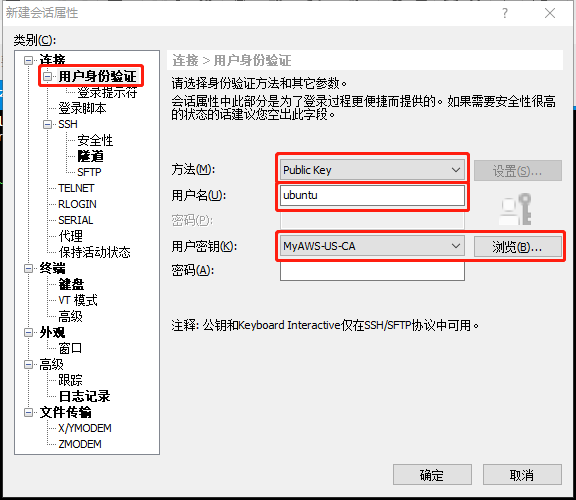 新建会话属性
类别(C):
连接
用户身份验证
登录提示符
登录脚本
SSH
安全性
隧道
SFTP
TELNET
RLOGIN
SERIAL
代理
保持活动状态
终端
键盘
VT 模式
高级
外观
窗口
高级
跟踪
日志记录
文件传输
X/YMODEM
ZMODEM
连接 > 用户身份验证
请选择身份验证方法和其它参数。
会话属性中此部分是为了登录过程更便捷而提供的。如果需要安全性很高
的状态的话建议您空出此字段。
方法(M):
Public Key
设置(S)...
用户名(U):
ubuntu
密码(P):
用户密钥(K):
MyAWS-US-CA
浏览(B)...
密码(A):
注释: 公钥和Keyboard Interactive仅在SSH/SFTP协议中可用。
确定
取消